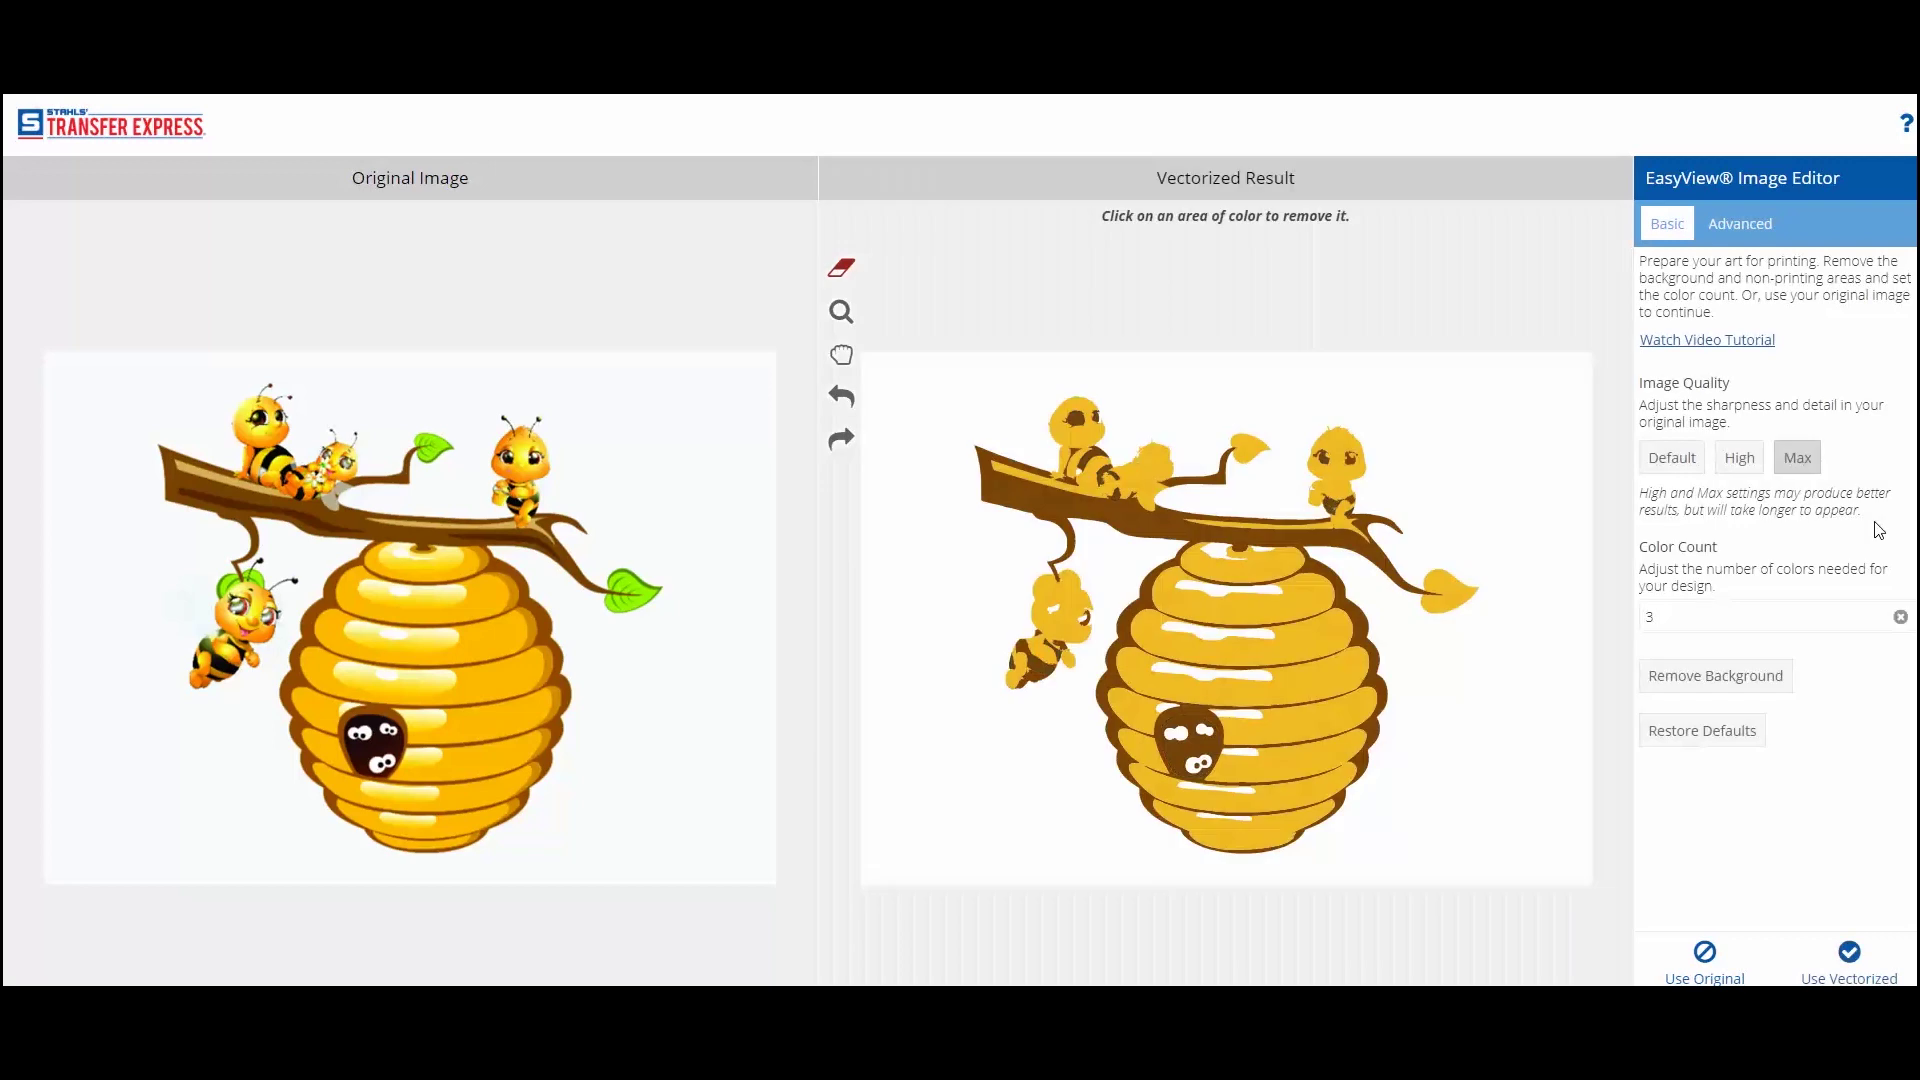 STAHLS'
TRANSFER EXPRESS
?
Original Image
Vectorized Result
EasyView® Image Editor
Click on an area of color to remove it.
Basic
Advanced
Prepare your art for printing. Remove the
background and non-printing areas and set
the color count. Or, use your original image
to continue.
Watch Video Tutorial
Image Quality
Adjust the sharpness and detail in your
original image.
Default
High
Max
High and Max settings may produce better
results, but will take longer to appear.
Color Count
Adjust the number of colors needed for
your design.
3
Remove Background
Restore Defaults
Use Original
Use Vectorized